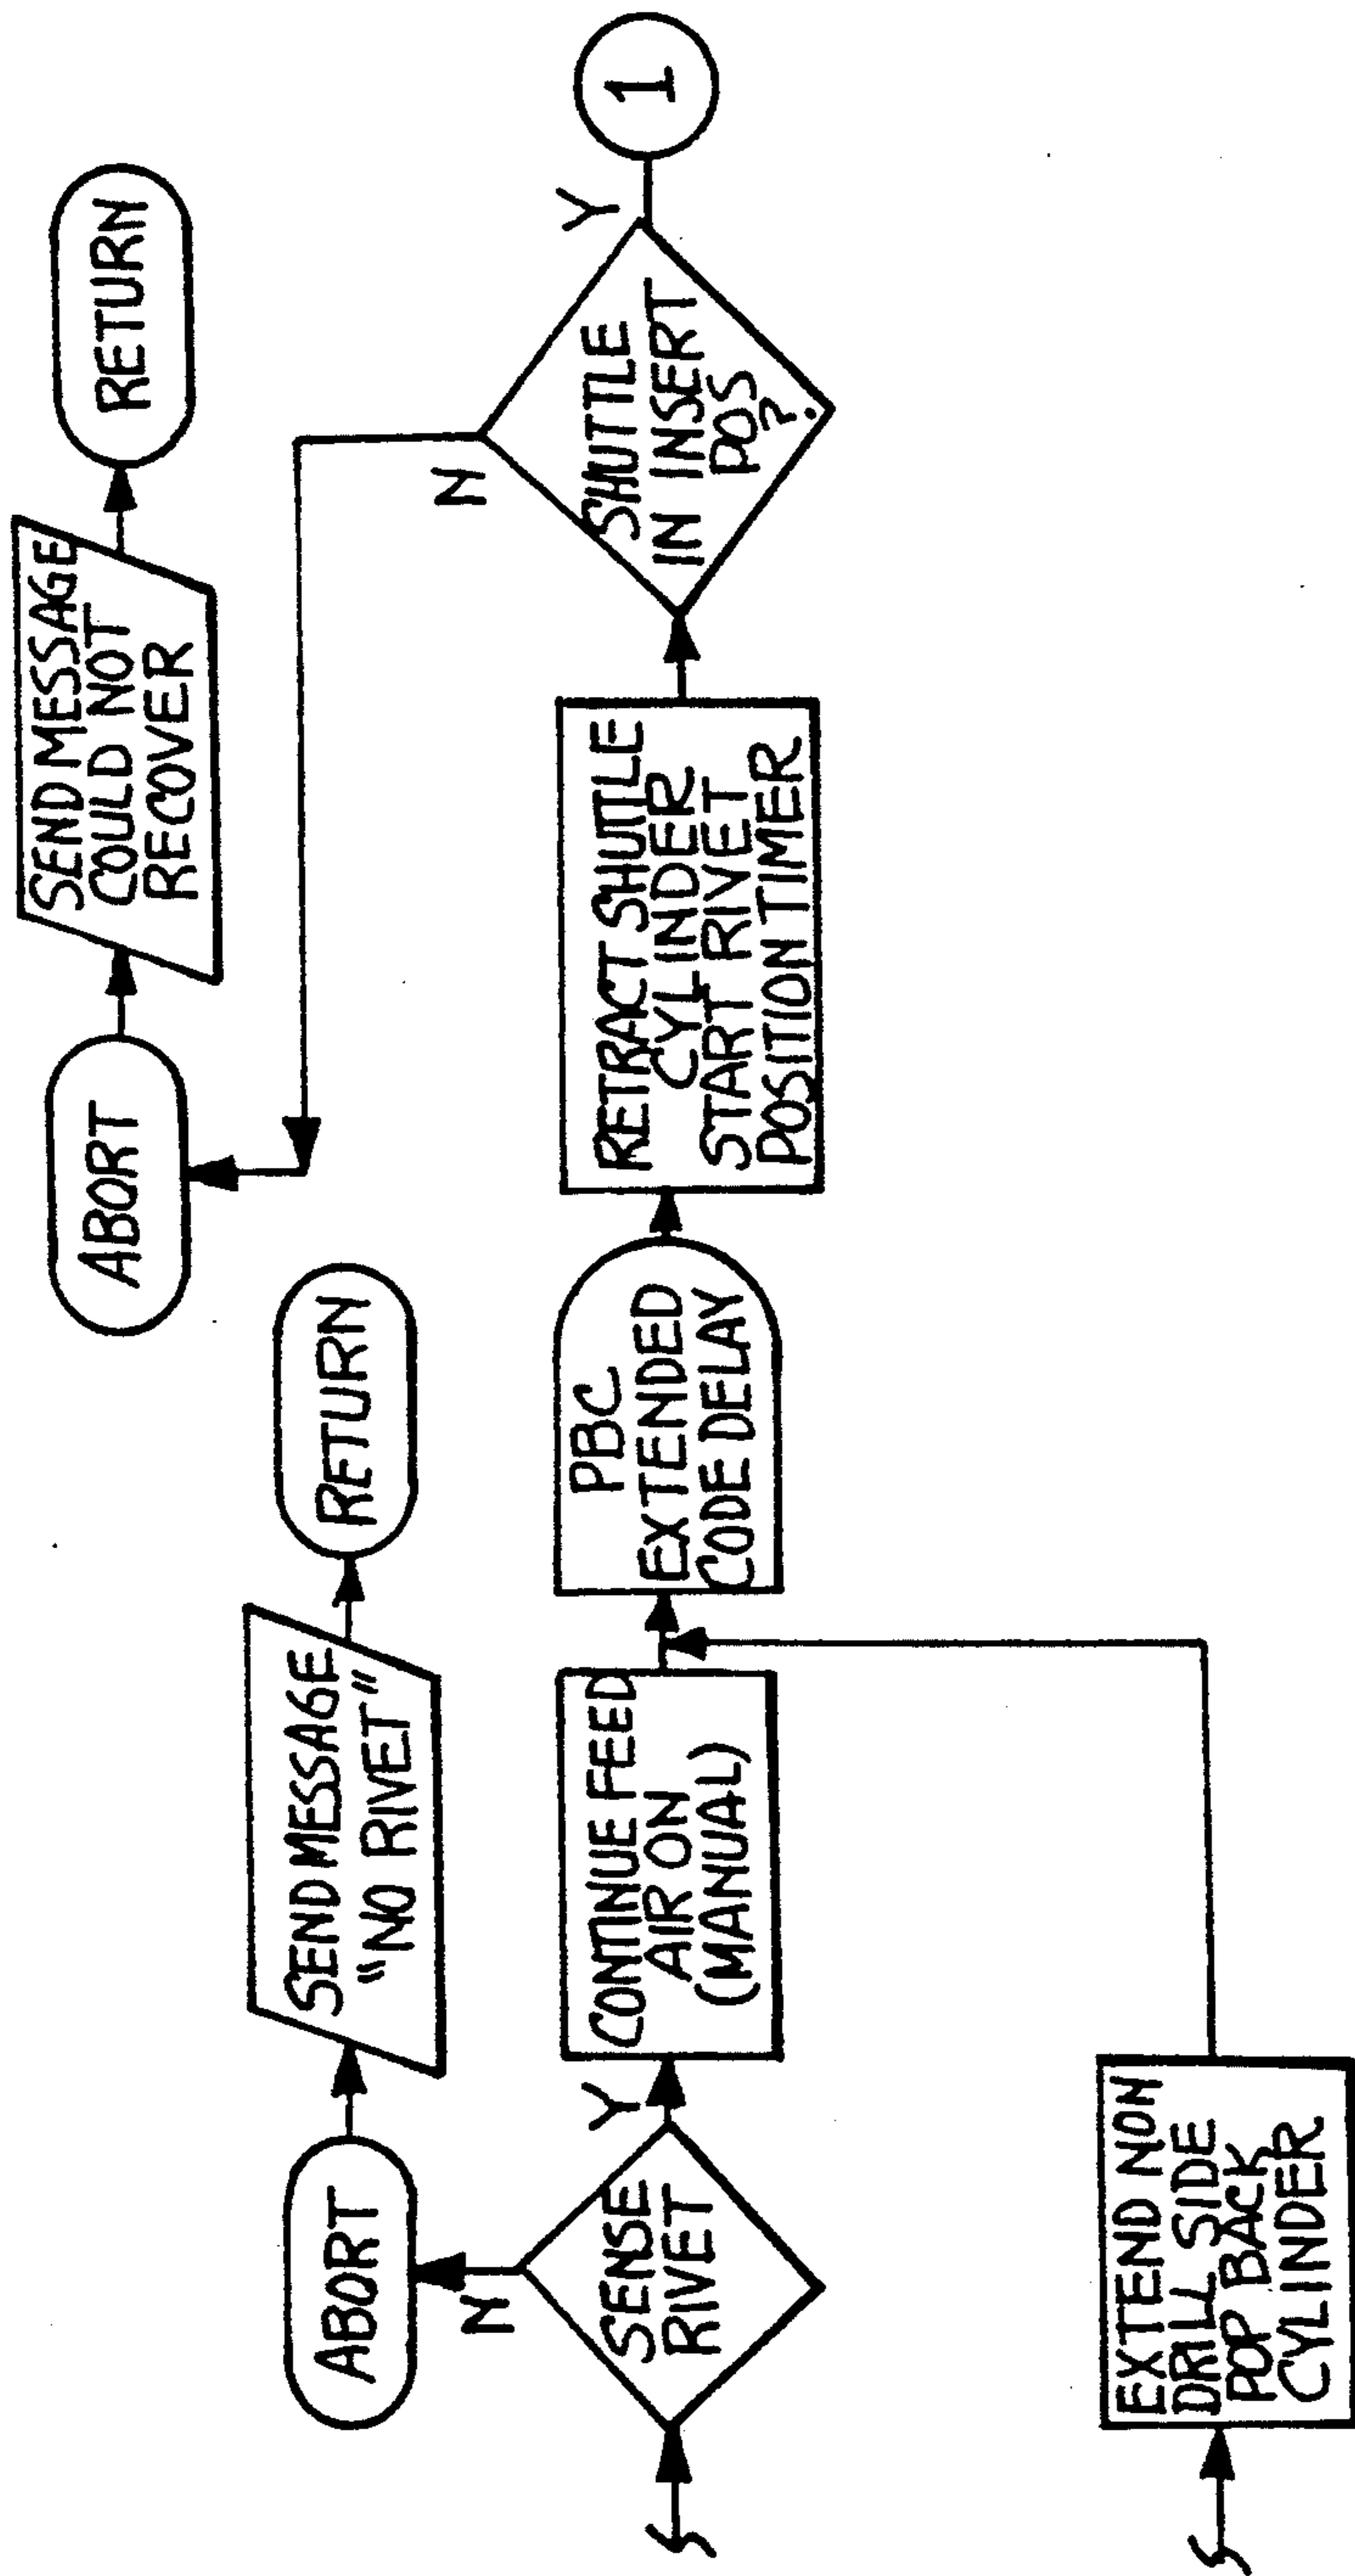 SENSE
RIVET
N
Y
ABORT
SEND MESSAGE
"NO RIVET"
RETURN
CONTINUE FEED
AIR ON
(MANUAL)
EXTEND NON
DRILL SIDE
POP BACK
CYLINDER
PBC
EXTENDED
CODE DELAY
RETRACT SHUTTLE
CYLINDER
START RIVET
POSITION TIMER
SHUTTLE
IN INSERT
POS
?
N
Y
ABORT
SEND MESSAGE
COULD NOT
RECOVER
RETURN
1